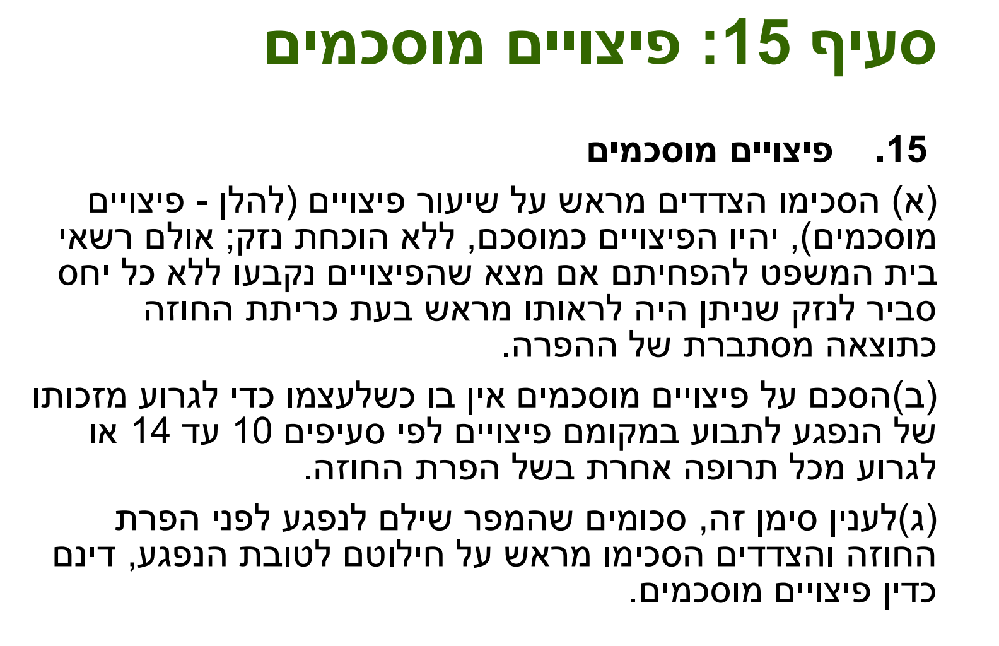 סעיף 15: פיצויים מוסכמים
15. פיצויים מוסכמים
(א) הסכימו הצדדים מראש על שיעור פיצויים (להלן - פיצויים
מוסכמים), יהיו הפיצויים כמוסכם, ללא הוכחת נזק; אולם רשאי
בית המשפט להפחיתם אם מצא שהפיצויים נקבעו ללא כל יחס
סביר לנזק שניתן היה לראותו מראש בעת כריתת החוזה
כתוצאה מסתברת של ההפרה.
(ב)הסכם על פיצויים מוסכמים אין בו כשלעצמו כדי לגרוע מזכותו
של הנפגע לתבוע במקומם פיצויים לפי סעיפים 10 עד 14 או
לגרוע מכל תרופה אחרת בשל הפרת החוזה.
(ג)לענין סימן זה, סכומים שהמפר שילם לנפגע לפני הפרת
החוזה והצדדים הסכימו מראש על חילוטם לטובת הנפגע, דינם
כדין פיצויים מוסכמים.